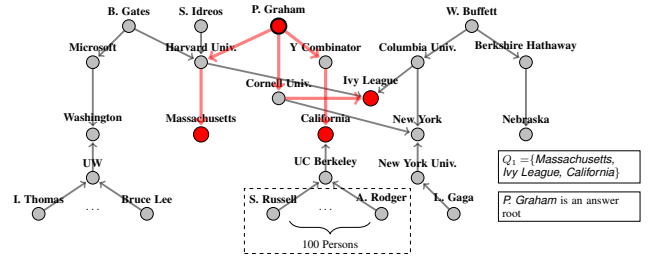 B. Gates S. Idreos P. Graham W. Buffett
Microsoft Harvard Univ. Y Combinator Columbia Univ. Berkshire Hathaway
Cornell Univ. Ivy League
Washington Massachusetts California New York Nebraska
UW UC Berkeley New York Univ.
Q₁ ={Massachusetts,
Ivy League, California}
I. Thomas ... Bruce Lee S. Russell ... A. Rodger L. Gaga
P. Graham is an answer
root
100 Persons